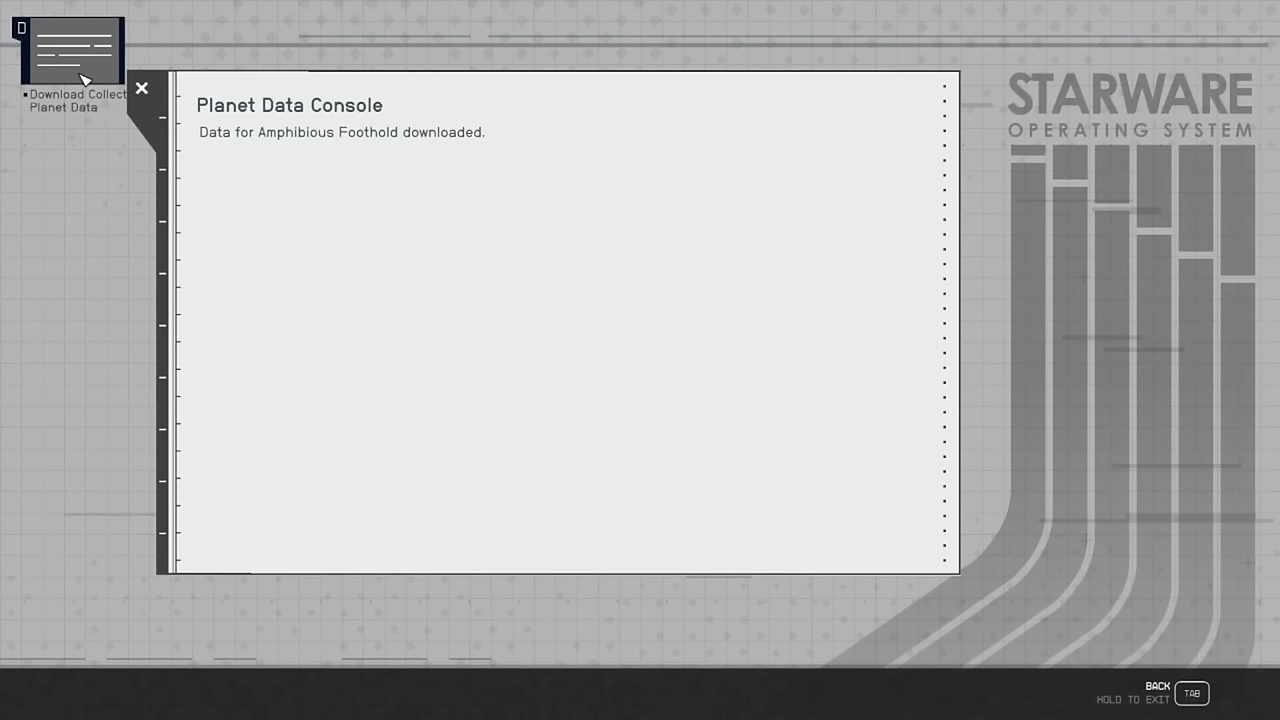 D
Download Collect
Planet Data
Planet Data Console
Data for Amphibious Foothold downloaded.
STARWARE
OPERATING SYSTEM
BACK
HOLD TO EXIT
TAB